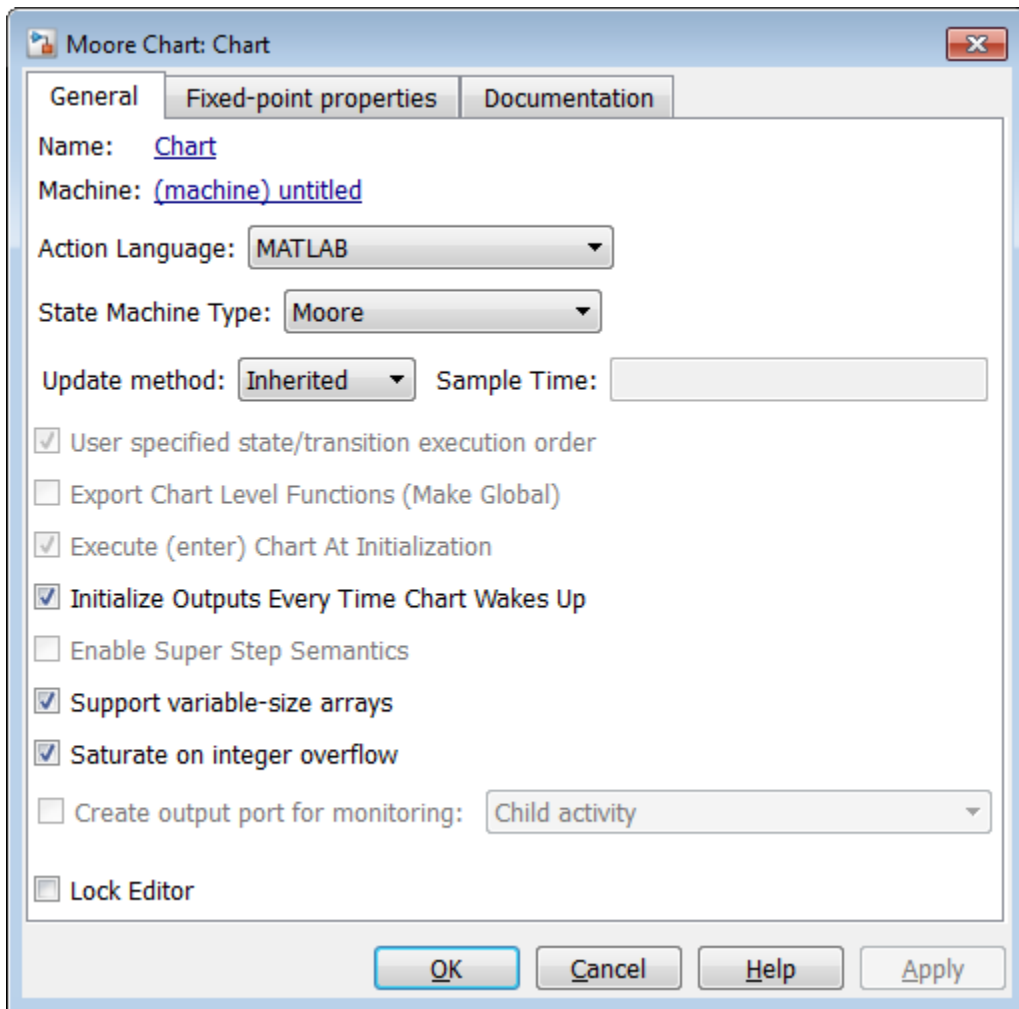 Moore Chart: Chart
General Fixed-point properties Documentation
Name: Chart
Machine: (machine) untitled
Action Language: MATLAB
State Machine Type: Moore
Update method: Inherited Sample Time:
User specified state/transition execution order
Export Chart Level Functions (Make Global)
Execute (enter) Chart At Initialization
Initialize Outputs Every Time Chart Wakes Up
Enable Super Step Semantics
Support variable-size arrays
Saturate on integer overflow
Create output port for monitoring: Child activity
Lock Editor
OK Cancel Help Apply